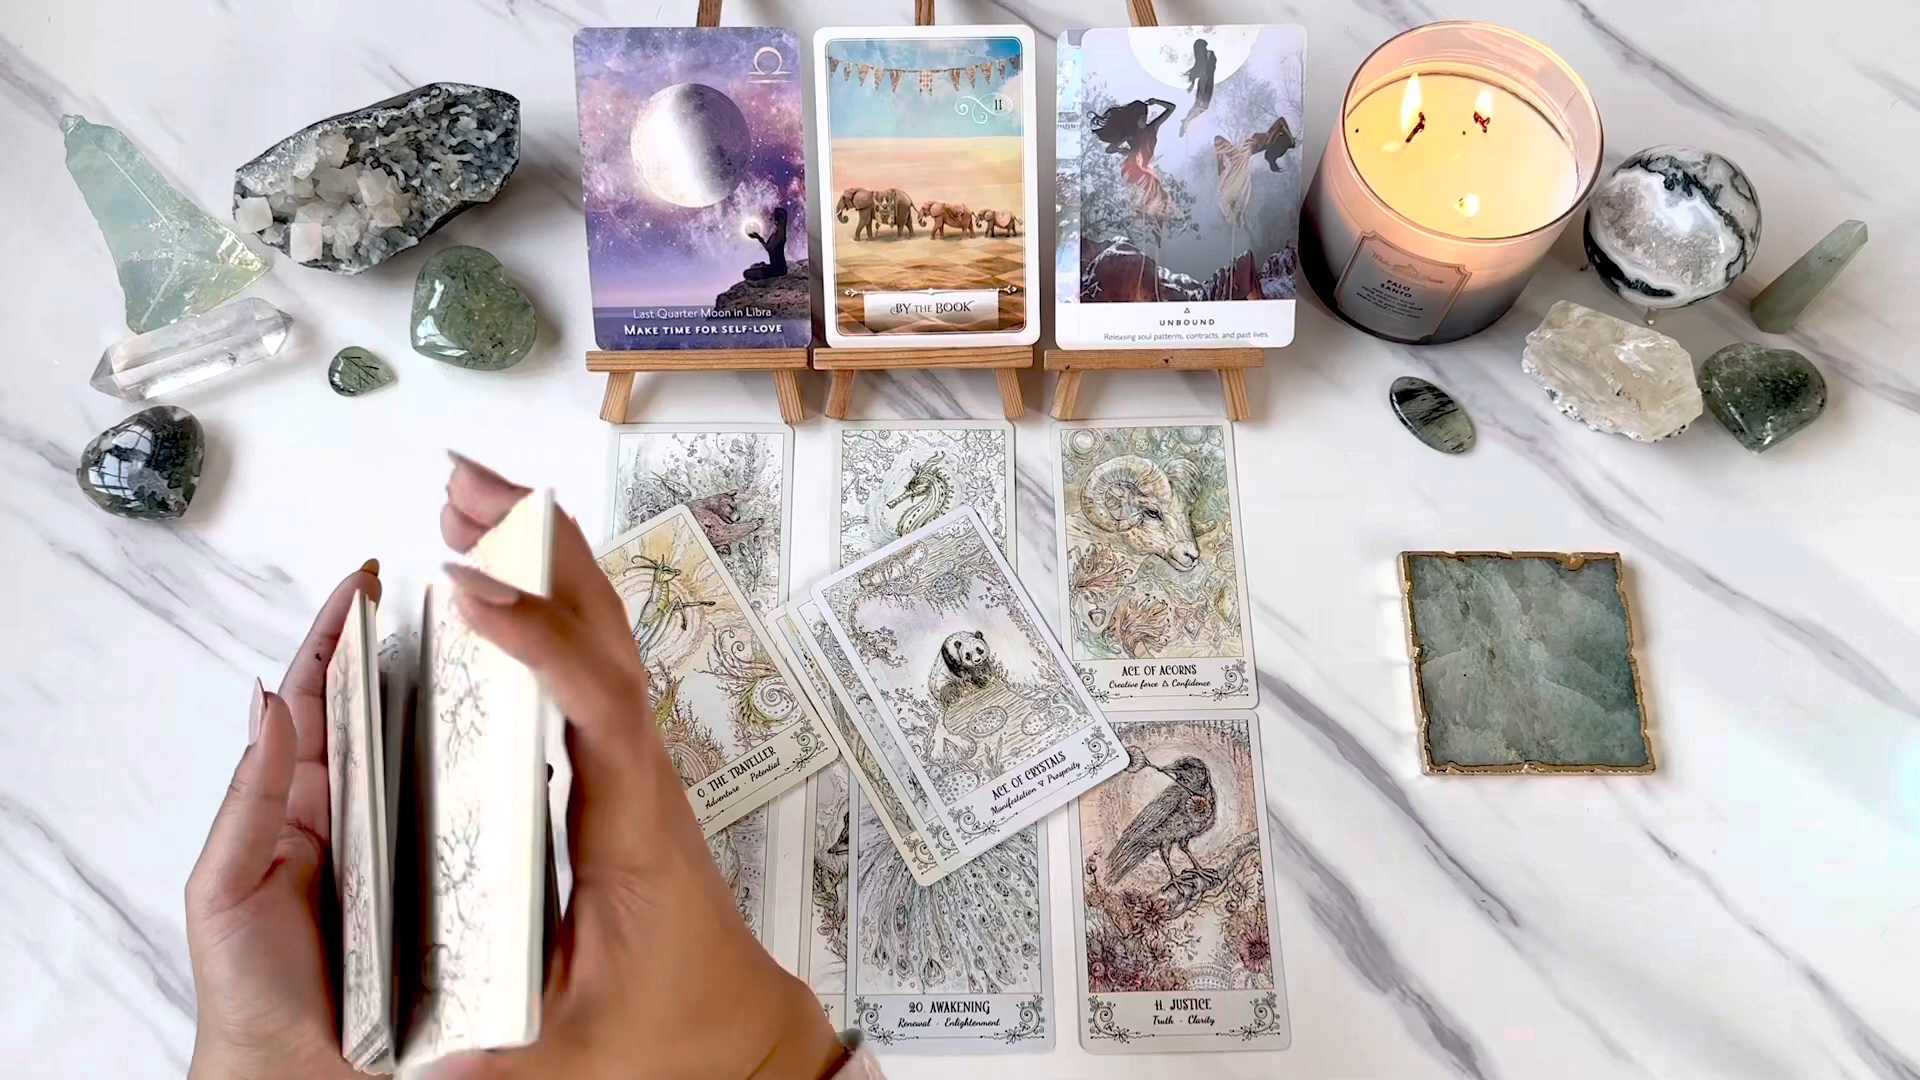 Last Quarter Moon in Libra
MAKE TIME FOR SELF-LOVE
11
BY THE BOOK
UNBOUND
Releasing soul patterns, contracts, and past lives.
PALO
SANTO
ACE OF ACORNS
Creative force △ Confidence
0. THE TRAVELLER
Adventure · Potential
ACE OF CRYSTALS
Manifestation ▽ Prosperity
20. AWAKENING
Renewal · Enlightenment
11. JUSTICE
Truth · Clarity